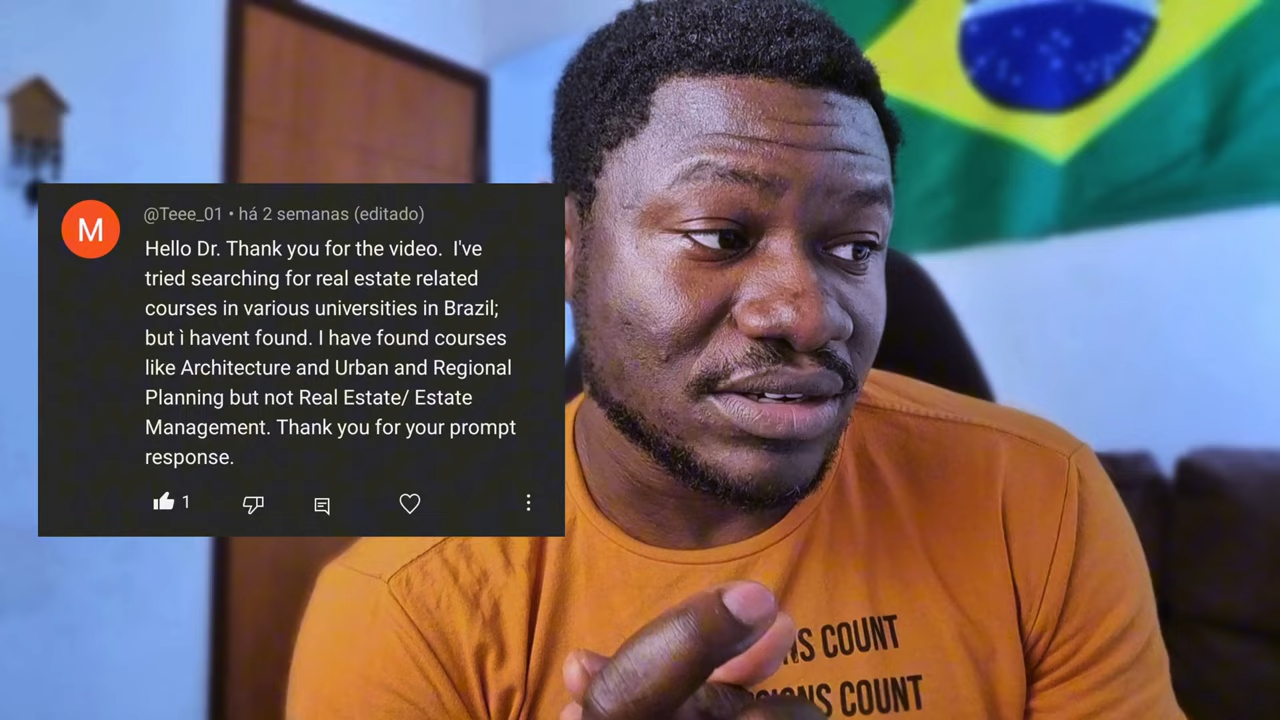 M
@Teee_01 • há 2 semanas (editado)
Hello Dr. Thank you for the video. I've
tried searching for real estate related
courses in various universities in Brazil;
but ì havent found. I have found courses
like Architecture and Urban and Regional
Planning but not Real Estate/ Estate
Management. Thank you for your prompt
response.
1
COUNT
COUNT